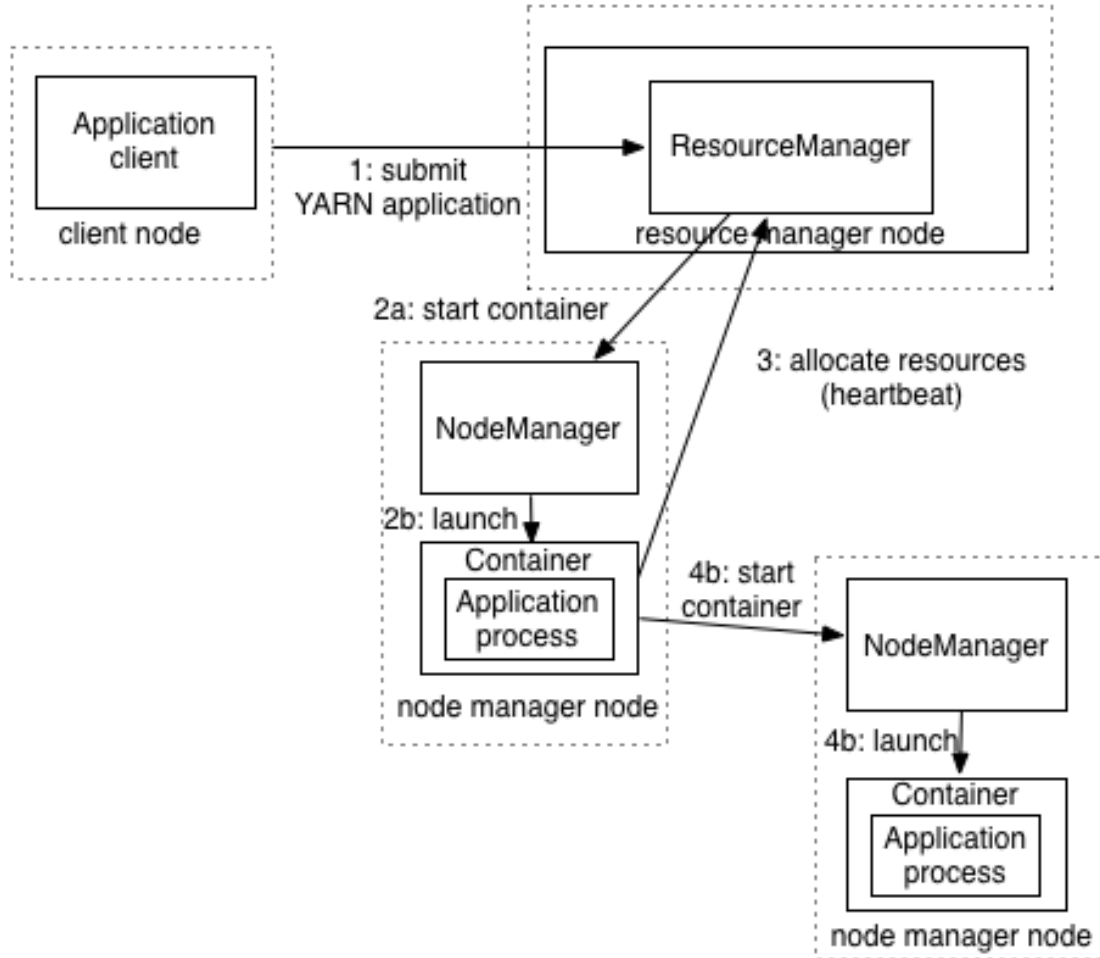 Application
client
client node
1: submit
YARN application
ResourceManager
resource manager node
2a: start container
3: allocate resources
(heartbeat)
NodeManager
2b: launch
Container
Application
process
node manager node
4b: start
container
NodeManager
4b: launch
Container
Application
process
node manager node